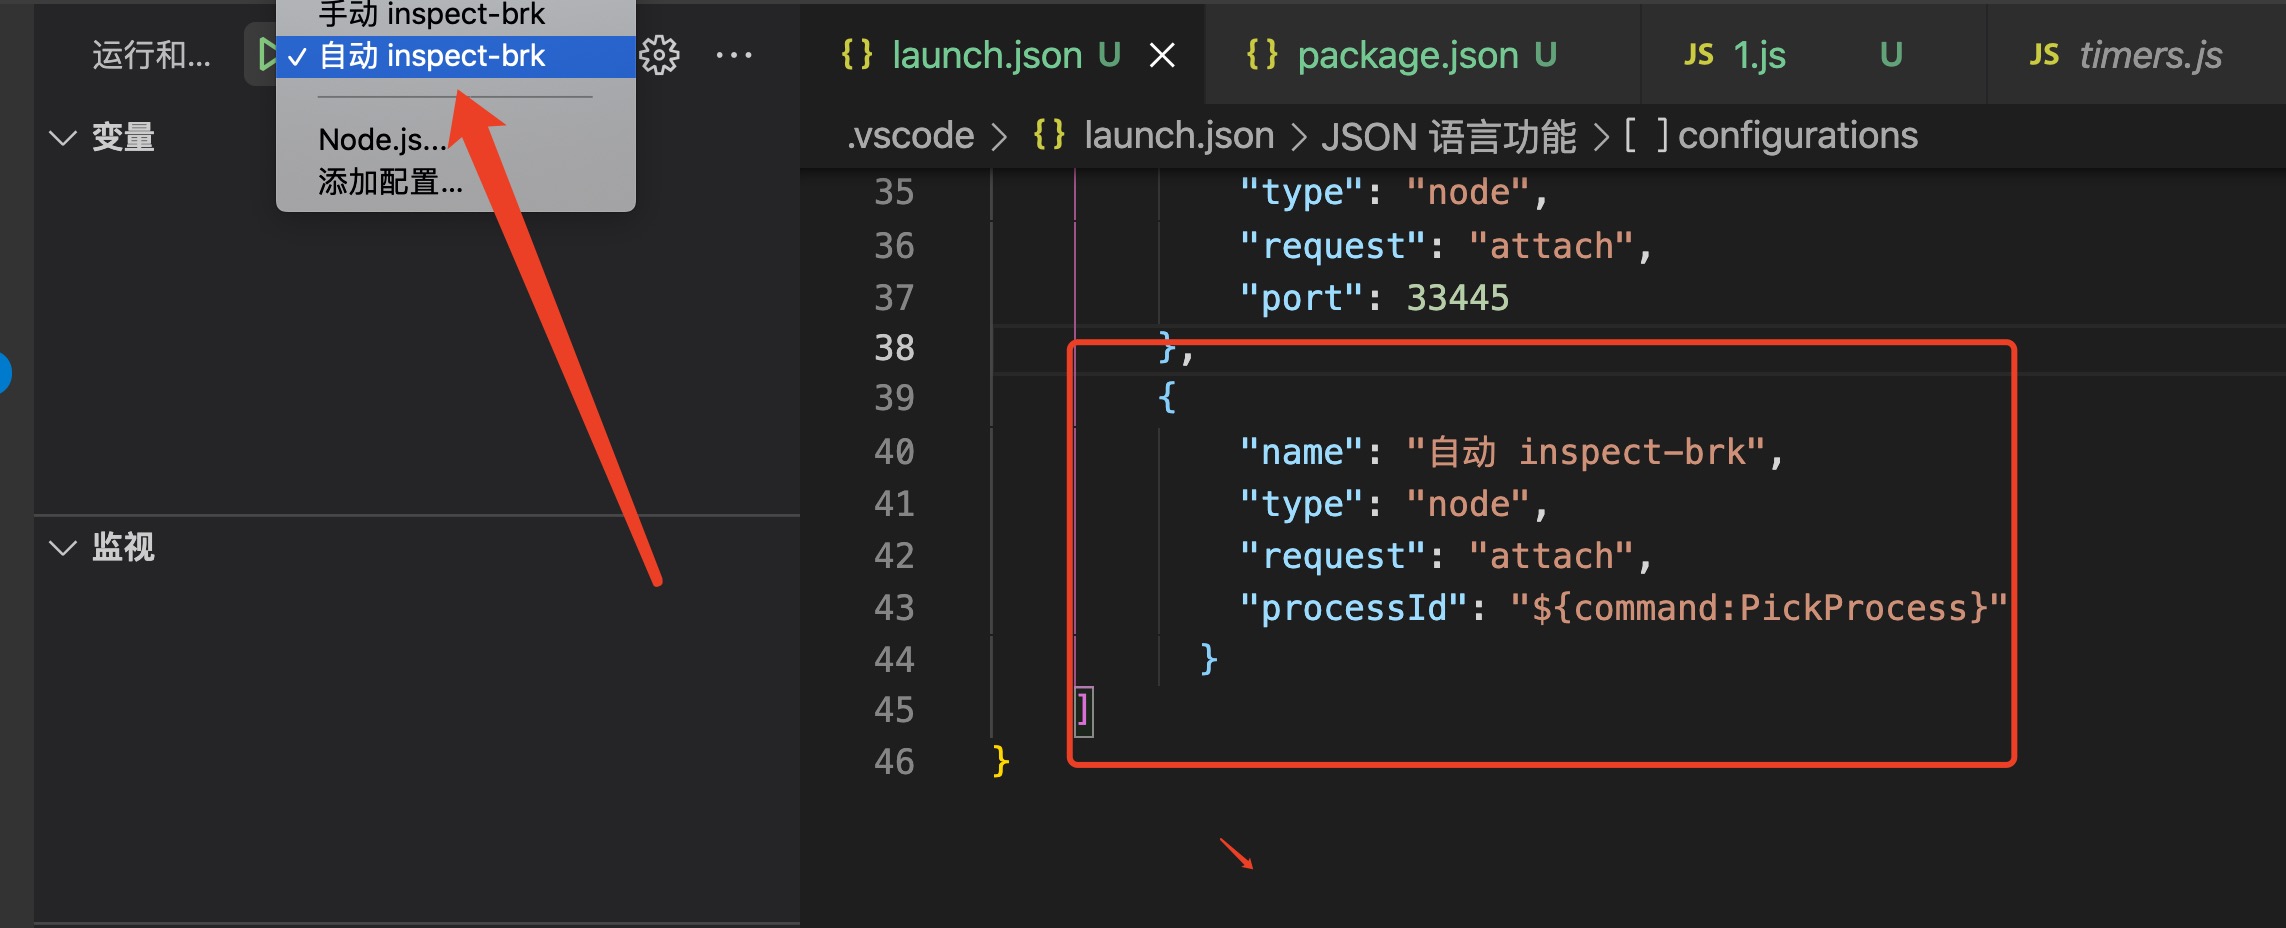 手动 inspect-brk
运行和...
✓ 自动 inspect-brk
Node.js...
添加配置...
变量
监视
{} launch.json U
{} package.json U
JS 1.js U
JS timers.js
.vscode > {} launch.json > JSON 语言功能 > [ ] configurations
35 "type": "node",
36 "request": "attach",
37 "port": 33445
38 },
39 {
40 "name": "自动 inspect-brk",
41 "type": "node",
42 "request": "attach",
43 "processId": "${command:PickProcess}"
44 }
45 ]
46 }